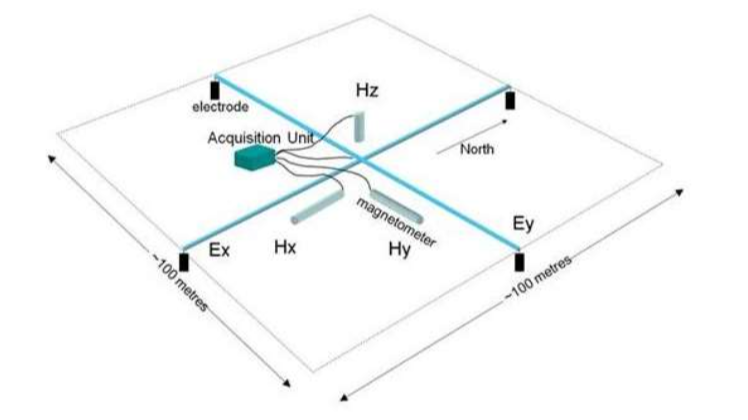 Hz
electrode
Acquisition Unit
North
magnetometer
Ex
Hx
Hy
Ey
~100 metres
~100 metres